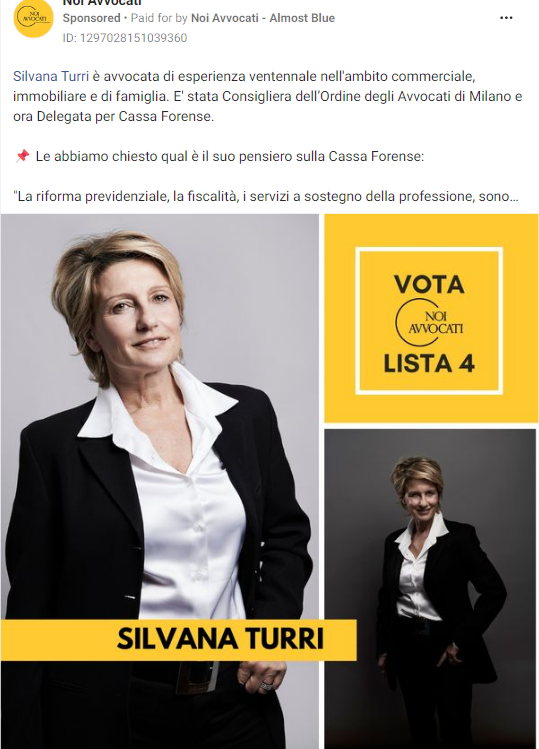 Noi Avvocati
NOI
AVVOCATI
Sponsored • Paid for by Noi Avvocati - Almost Blue
ID: 1297028151039360
Silvana Turri è avvocata di esperienza ventennale nell'ambito commerciale,
immobiliare e di famiglia. E' stata Consigliera dell'Ordine degli Avvocati di Milano e
ora Delegata per Cassa Forense.
📌 Le abbiamo chiesto qual è il suo pensiero sulla Cassa Forense:
"La riforma previdenziale, la fiscalità, i servizi a sostegno della professione, sono...
VOTA
NOI
AVVOCATI
LISTA 4
SILVANA TURRI